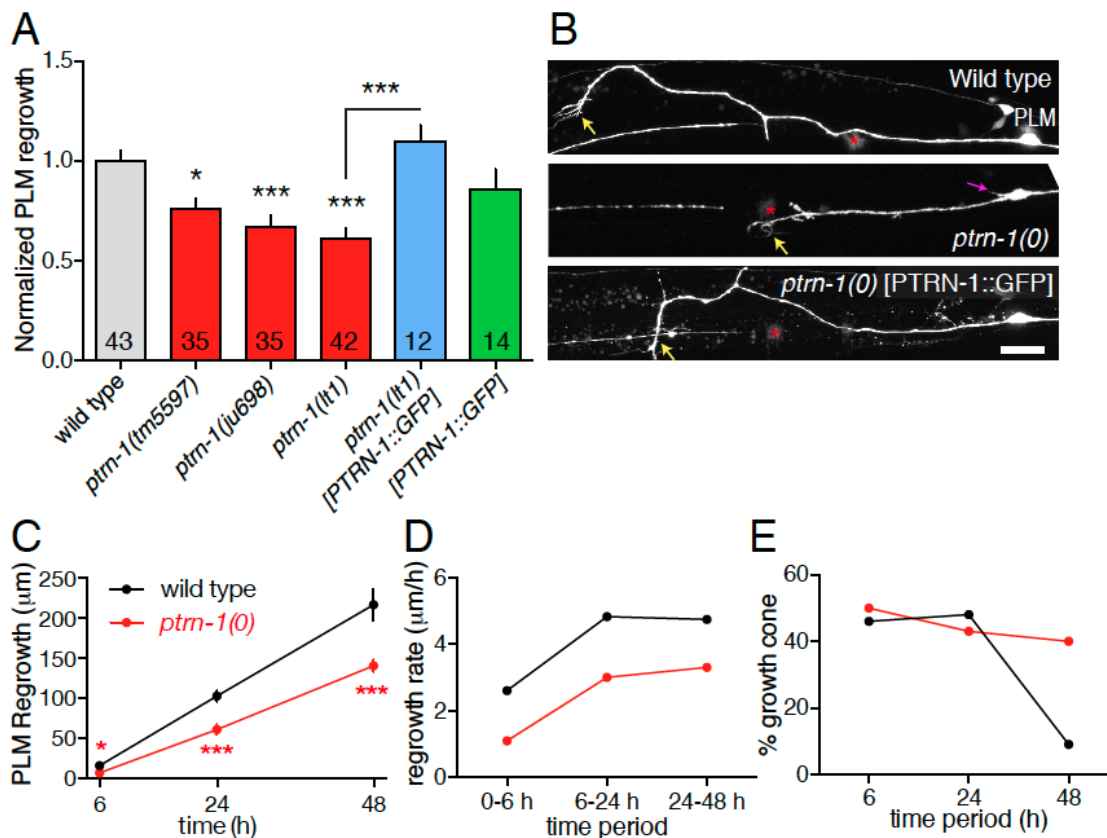 A
Normalized PLM regrowth
1.5
1.0
0.5
0.0
***
*
***
***
43
35
35
42
12
14
wild type
ptrn-1(tm5597)
ptrn-1(ju698)
ptrn-1(lt1)
ptrn-1(lt1)
[PTRN-1::GFP]
[PTRN-1::GFP]
B
Wild type
PLM
*
*
ptrn-1(0)
ptrn-1(0) [PTRN-1::GFP]
*
C
PLM Regrowth (μm)
250
200
150
100
50
0
wild type
ptrn-1(0)
*
***
***
6
24
48
time (h)
D
regrowth rate (μm/h)
6
4
2
0
0-6 h
6-24 h
24-48 h
time period
E
% growth cone
60
40
20
0
6
24
48
time period (h)